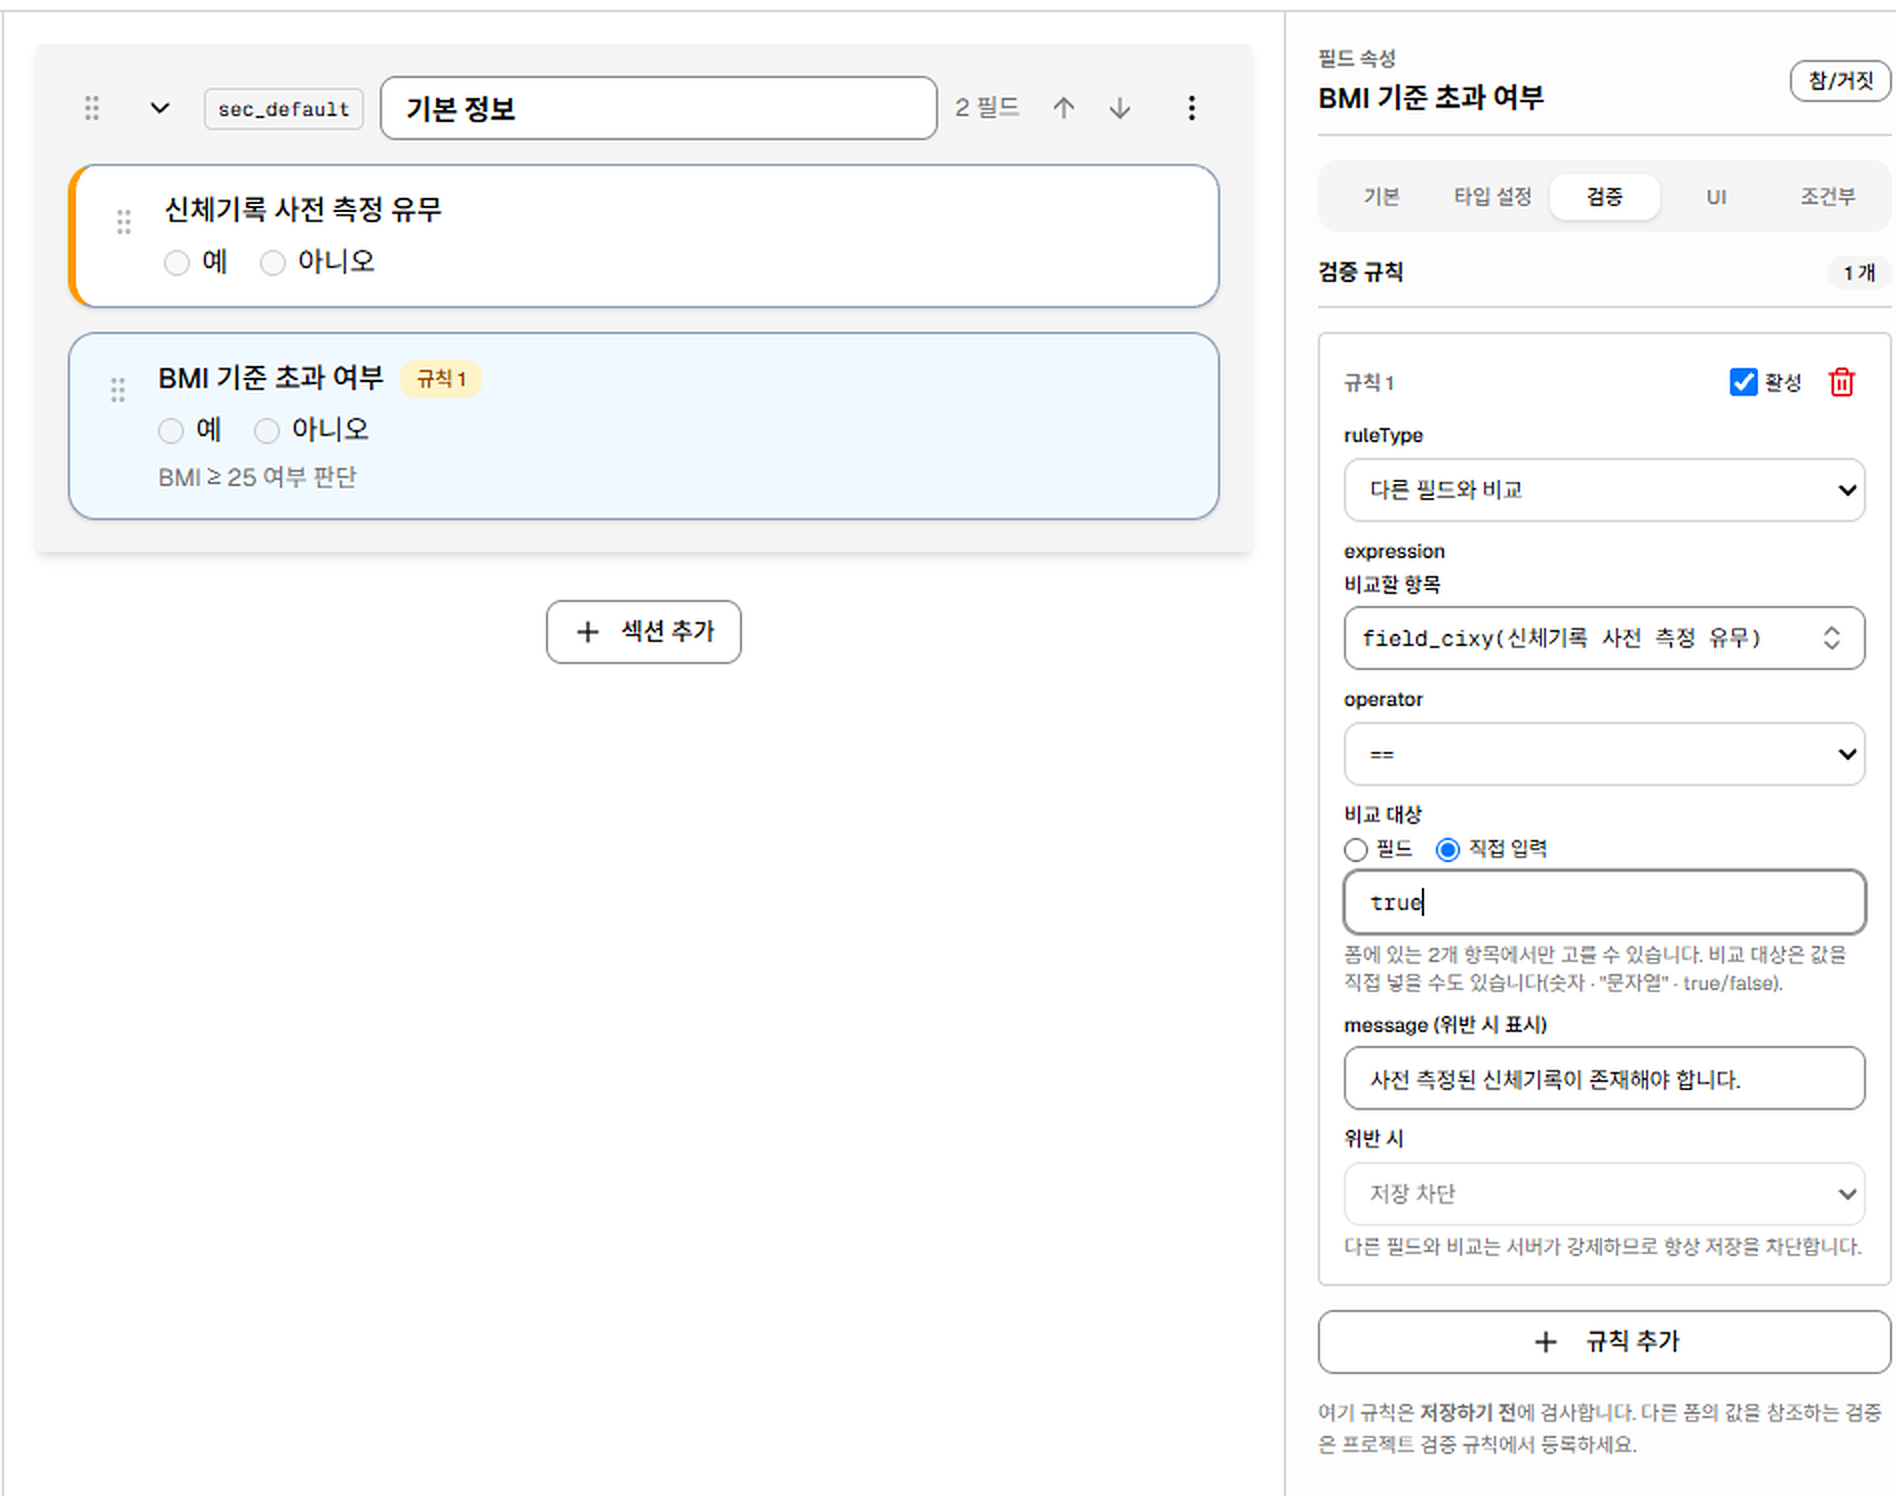 sec_default
기본 정보
2 필드
신체기록 사전 측정 유무
예 아니오
BMI 기준 초과 여부 규칙 1
예 아니오
BMI ≥ 25 여부 판단
+ 섹션 추가
필드 속성
BMI 기준 초과 여부
참/거짓
기본 타입 설정 검증 UI 조건부
검증 규칙 1 개
규칙 1 활성
ruleType
다른 필드와 비교
expression
비교할 항목
field_cixy(신체기록 사전 측정 유무)
operator
==
비교 대상
필드 직접 입력
true
폼에 있는 2개 항목에서만 고를 수 있습니다. 비교 대상은 값을
직접 넣을 수도 있습니다(숫자 · "문자열" · true/false).
message (위반 시 표시)
사전 측정된 신체기록이 존재해야 합니다.
위반 시
저장 차단
다른 필드와 비교는 서버가 강제하므로 항상 저장을 차단합니다.
+ 규칙 추가
여기 규칙은 저장하기 전에 검사합니다. 다른 폼의 값을 참조하는 검증
은 프로젝트 검증 규칙에서 등록하세요.